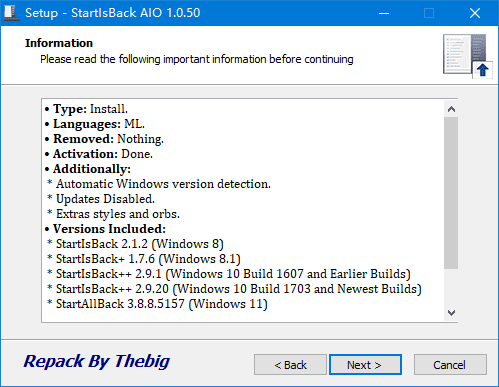 Setup - StartIsBack AIO 1.0.50
Information
Please read the following important information before continuing
• Type: Install.
• Languages: ML.
• Removed: Nothing.
• Activation: Done.
• Additionally:
* Automatic Windows version detection.
* Updates Disabled.
* Extras styles and orbs.
• Versions Included:
* StartIsBack 2.1.2 (Windows 8)
* StartIsBack+ 1.7.6 (Windows 8.1)
* StartIsBack++ 2.9.1 (Windows 10 Build 1607 and Earlier Builds)
* StartIsBack++ 2.9.20 (Windows 10 Build 1703 and Newest Builds)
* StartAllBack 3.8.8.5157 (Windows 11)
Repack By Thebig
< Back
Next >
Cancel